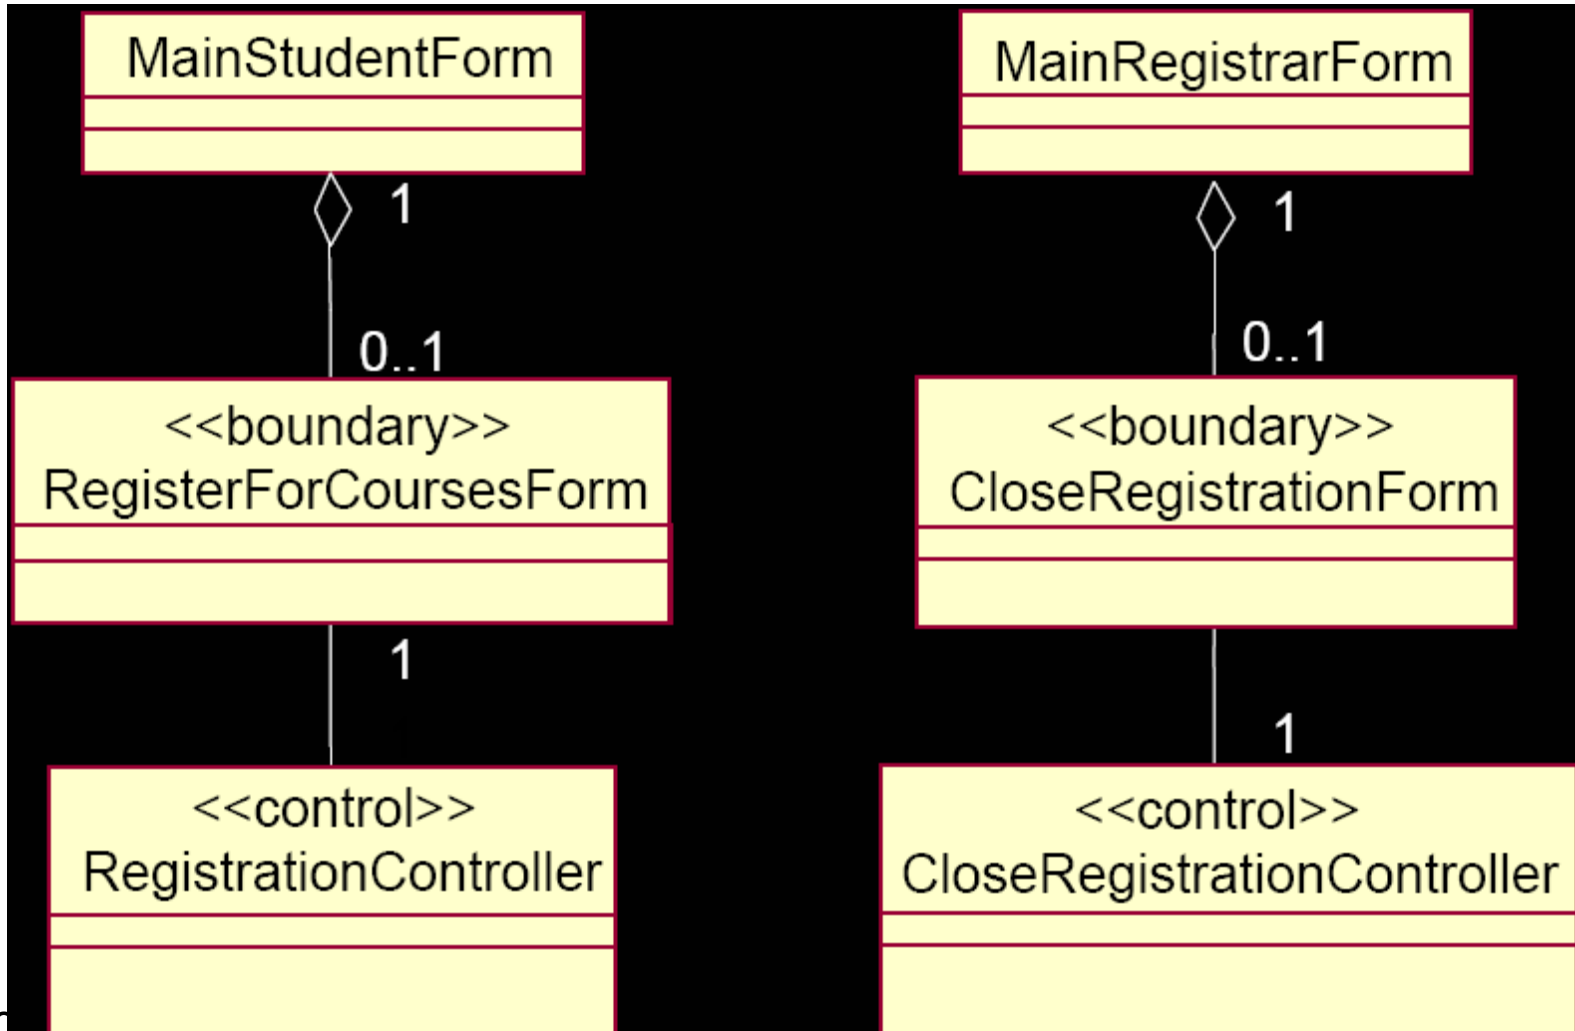 MainStudentForm
1
0..1
<<boundary>>
RegisterForCoursesForm
1
<<control>>
RegistrationController
MainRegistrarForm
1
0..1
<<boundary>>
CloseRegistrationForm
1
<<control>>
CloseRegistrationController